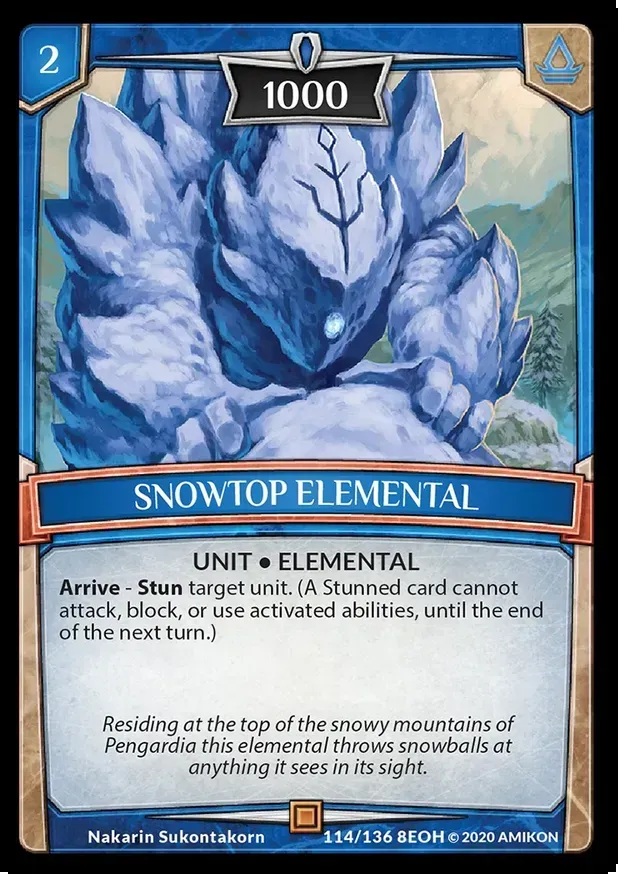 2
1000
SNOWTOP ELEMENTAL
UNIT • ELEMENTAL
Arrive - Stun target unit. (A Stunned card cannot
attack, block, or use activated abilities, until the end
of the next turn.)
Residing at the top of the snowy mountains of
Pengardia this elemental throws snowballs at
anything it sees in its sight.
Nakarin Sukontakorn 114/136 8EOH © 2020 AMIKON